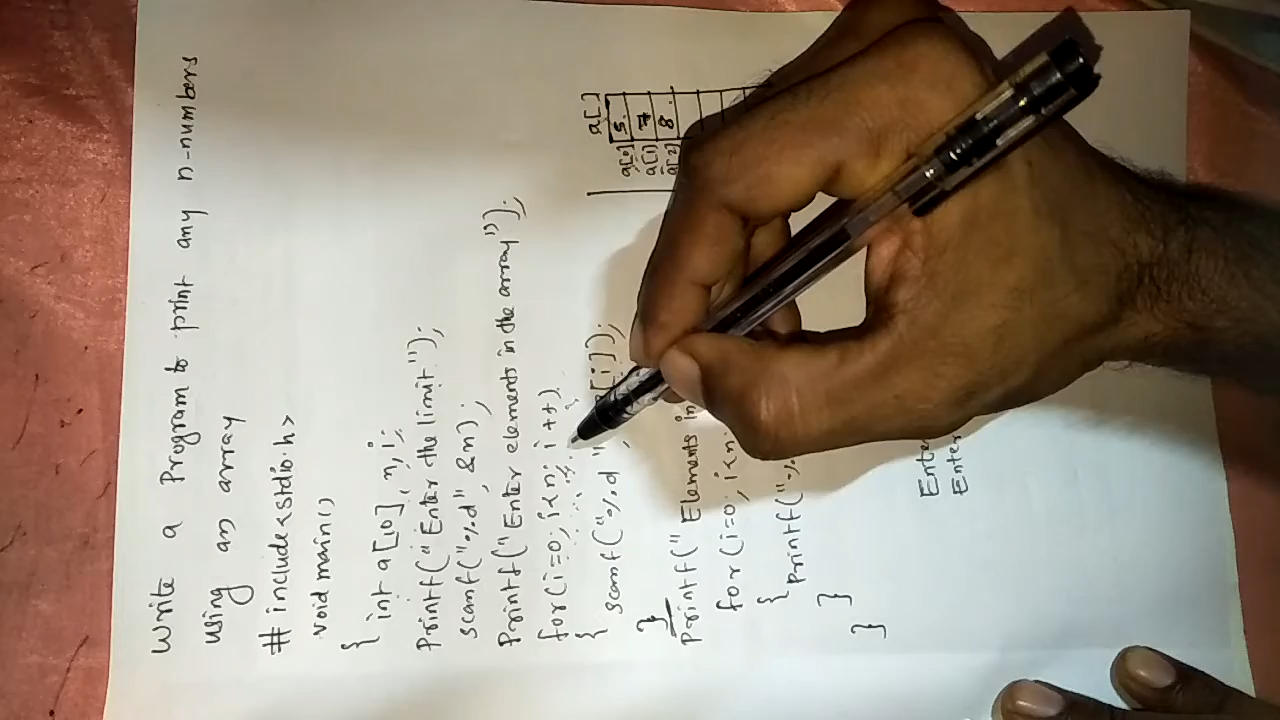 Write a Program to print any n-numbers
using an array
# include<stdio.h>
void main()
{ int a[10], n, i;
Printf("Enter the limit");
scanf("%d", &n);
Printf("Enter elements in the array");
for(i=0; i<n; i++)
{
scanf("%d", [i]);
}
Printf("Elements in
for(i=0; i<n;
{
Printf("%
}
}
a[]
a[0] 5
a[1] 7
a[2] 8
Enter